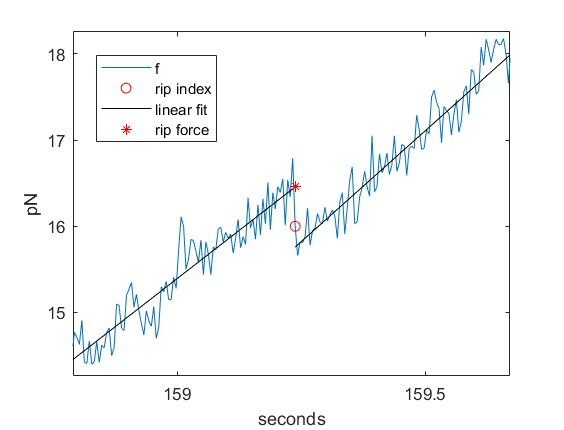 18
17
16
15
pN
f
rip index
linear fit
rip force
159
159.5
seconds